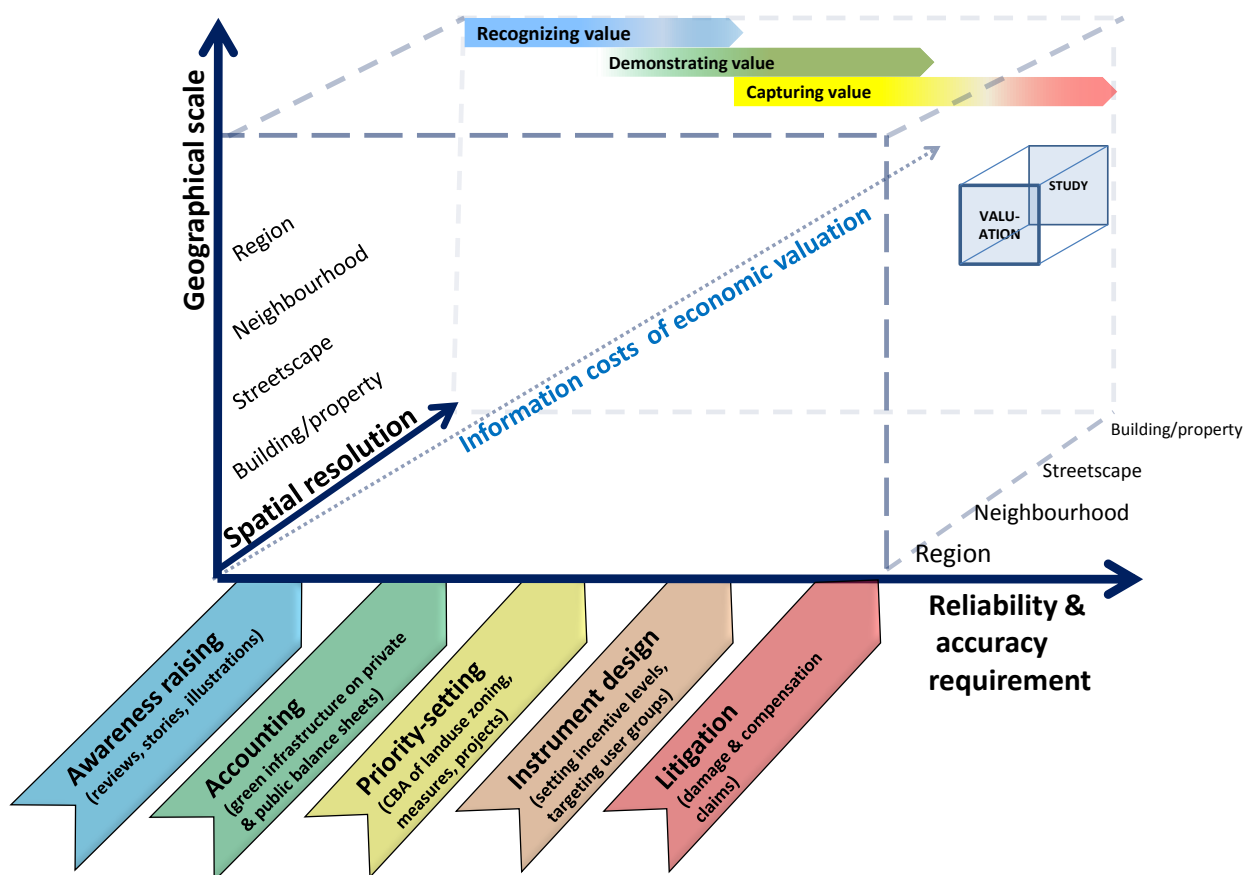 Recognizing value
Demonstrating value
Capturing value
Geographical scale
Region
Neighbourhood
Streetscape
Building/property
Spatial resolution
Information costs of economic valuation
STUDY
VALU-
ATION
Building/property
Streetscape
Neighbourhood
Region
Reliability &
accuracy
requirement
Awareness raising
(reviews, stories, illustrations)
Accounting
(green infrastructure on private
& public balance sheets)
Priority-setting
(CBA of landuse zoning,
measures, projects)
Instrument design
(setting incentive levels,
targeting user groups)
Litigation
(damage & compensation
claims)